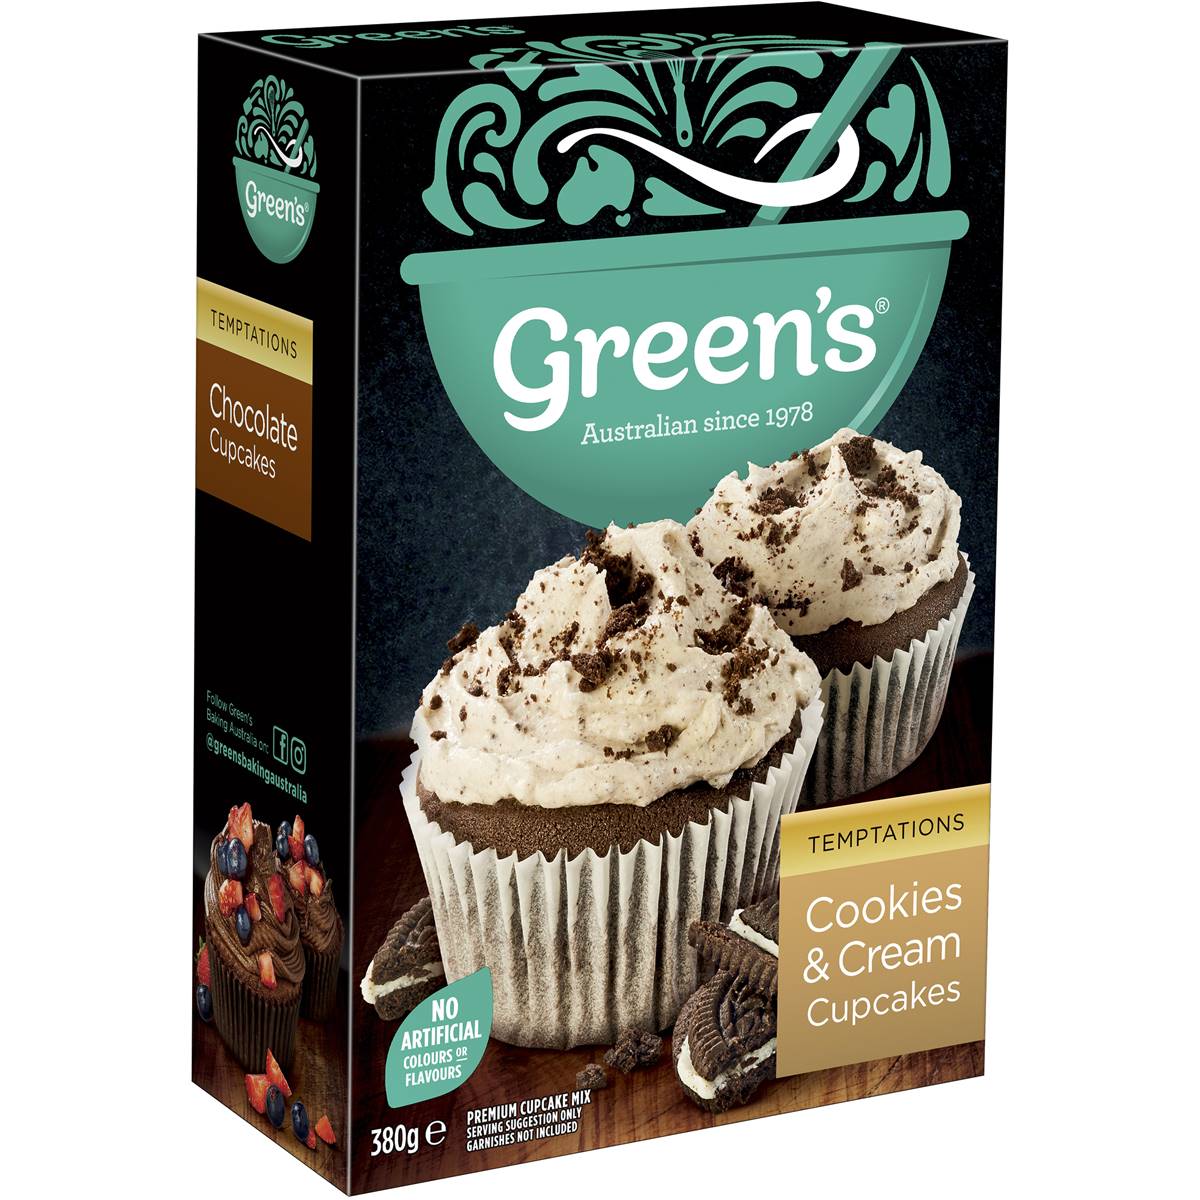 Green's
Green's®
Australian since 1978
TEMPTATIONS
Cookies
& Cream
Cupcakes
NO
ARTIFICIAL
COLOURS OR
FLAVOURS
380g ℮
PREMIUM CUPCAKE MIX
SERVING SUGGESTION ONLY
GARNISHES NOT INCLUDED
Green's®
TEMPTATIONS
Chocolate
Cupcakes
Follow Green's
Baking Australia on:
@greensbakingaustralia